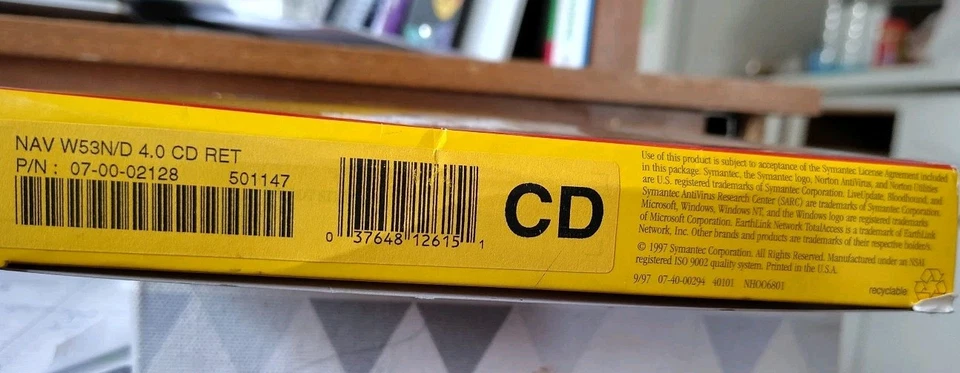 NAV W53N/D 4.0 CD RET
P/N : 07-00-02128 501147
0 37648 12615 1
CD
Use of this product is subject to acceptance of the Symantec License Agreement included
in this package. Symantec, the Symantec logo, Norton AntiVirus, and Norton Utilities
are U.S. registered trademarks of Symantec Corporation. LiveUpdate, Bloodhound, and
Symantec AntiVirus Research Center (SARC) are trademarks of Symantec Corporation.
Microsoft, Windows, Windows NT, and the Windows logo are registered trademarks
of Microsoft Corporation. EarthLink Network TotalAccess is a trademark of EarthLink
Network, Inc. Other brands and products are trademarks of their respective holder/s.
© 1997 Symantec Corporation. All Rights Reserved. Manufactured under an NSAI
registered ISO 9002 quality system. Printed in the U.S.A.
9/97 07-40-00294 40101 NHOO6801
recyclable